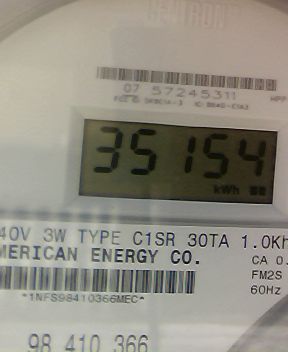 07 57245311
35154
kWh
40V 3W TYPE C1SR 30TA 1.0Kh
MERICAN ENERGY CO.
CA 0.
FM2S
60Hz
*1NFS98410366MEC*
98 410 366